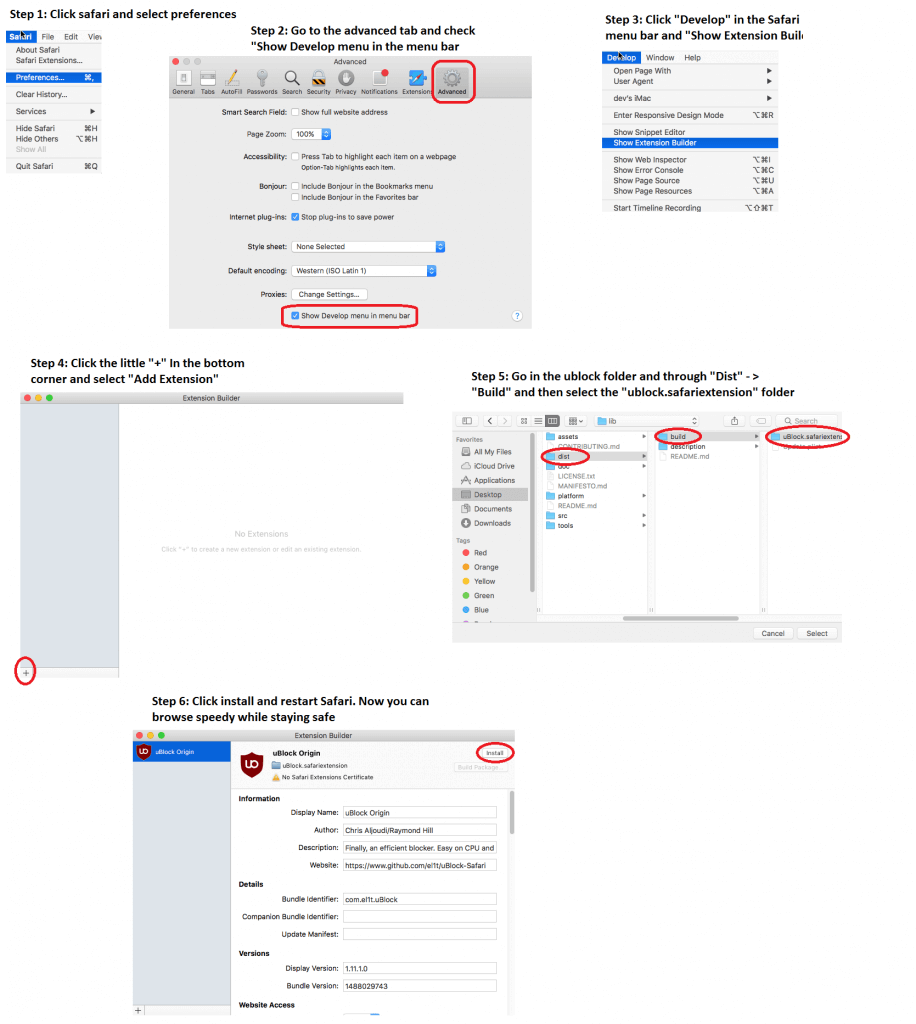 Step 1: Click safari and select preferences
Safari File Edit View
About Safari
Safari Extensions...
Preferences... ⌘,
Clear History...
Services ▶
Hide Safari ⌘H
Hide Others ⌥⌘H
Show All
Quit Safari ⌘Q
Step 2: Go to the advanced tab and check
"Show Develop menu in the menu bar
Advanced
General Tabs AutoFill Passwords Search Security Privacy Notifications Extensions Advanced
Smart Search Field: Show full website address
Page Zoom: 100%
Accessibility: Press Tab to highlight each item on a webpage
Option-Tab highlights each item.
Bonjour: Include Bonjour in the Bookmarks menu
Include Bonjour in the Favorites bar
Internet plug-ins: Stop plug-ins to save power
Style sheet: None Selected
Default encoding: Western (ISO Latin 1)
Proxies: Change Settings...
Show Develop menu in menu bar
?
Step 3: Click "Develop" in the Safari
menu bar and "Show Extension Buil
Develop Window Help
Open Page With ▶
User Agent ▶
dev's iMac ▶
Enter Responsive Design Mode ⌥⌘R
Show Snippet Editor
Show Extension Builder
Show Web Inspector ⌥⌘I
Show Error Console ⌥⌘C
Show Page Source ⌥⌘U
Show Page Resources ⌥⌘A
Start Timeline Recording ⌥⇧⌘T
Step 4: Click the little "+" In the bottom
corner and select "Add Extension"
Extension Builder
No Extensions
Click "+" to create a new extension or edit an existing extension.
+
Step 5: Go in the ublock folder and through "Dist" - >
"Build" and then select the "ublock.safariextension" folder
lib
Search
Favorites
All My Files
iCloud Drive
Applications
Desktop
Documents
Downloads
Tags
Red
Orange
Yellow
Green
Blue
assets
CONTRIBUTING.md
dist
doc
LICENSE.txt
MANIFESTO.md
platform
README.md
src
tools
build
description
README.md
uBlock.safariextens
Update.plist
Cancel Select
Step 6: Click install and restart Safari. Now you can
browse speedy while staying safe
Extension Builder
uBlock Origin
uBlock Origin
Install
uBlock.safariextension
Build Package...
No Safari Extensions Certificate
Information
Display Name: uBlock Origin
Author: Chris Aljoudi/Raymond Hill
Description: Finally, an efficient blocker. Easy on CPU and
Website: https://www.github.com/el1t/uBlock-Safari
Details
Bundle Identifier: com.el1t.uBlock
Companion Bundle Identifier:
Update Manifest:
Versions
Display Version: 1.11.1.0
Bundle Version: 1488029743
Website Access
+